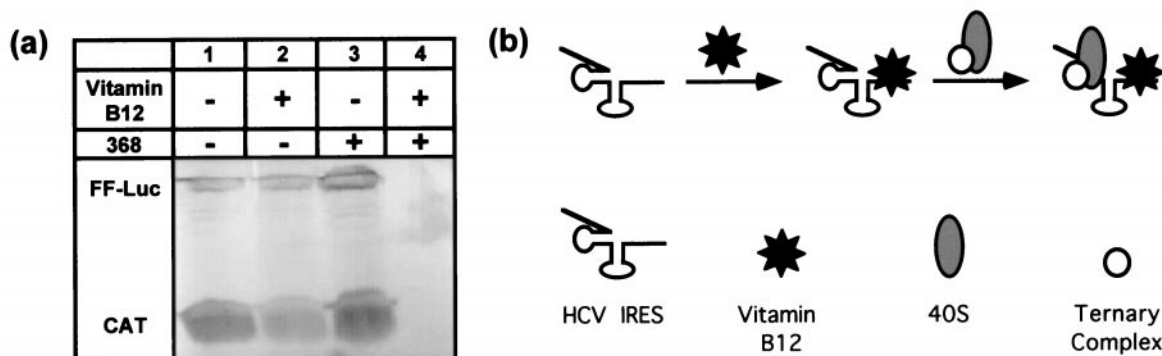 (a)
1 2 3 4
Vitamin B12 - + - +
368 - - + +
FF-Luc
CAT
(b)
HCV IRES
Vitamin B12
40S
Ternary Complex